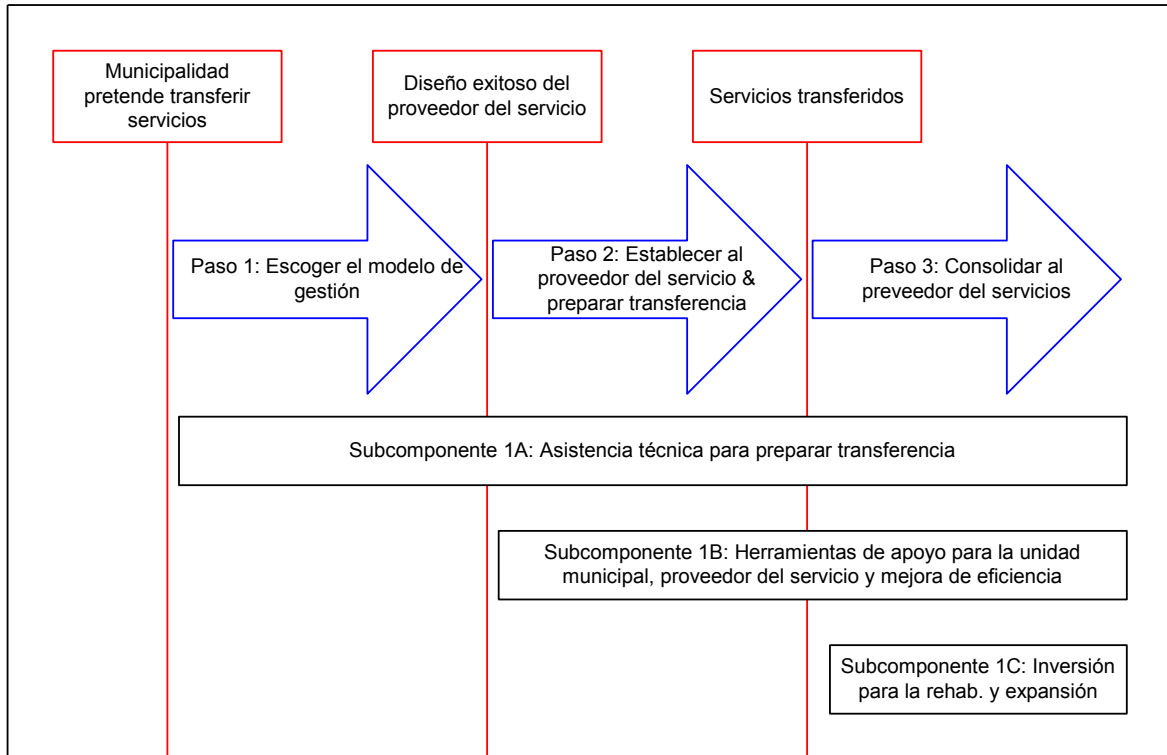 Municipalidad
pretende transferir
servicios
Diseño exitoso del
proveedor del servicio
Servicios transferidos
Paso 1: Escoger el modelo de
gestión
Paso 2: Establecer al
proveedor del servicio &
preparar transferencia
Paso 3: Consolidar al
preveedor del servicios
Subcomponente 1A: Asistencia técnica para preparar transferencia
Subcomponente 1B: Herramientas de apoyo para la unidad
municipal, proveedor del servicio y mejora de eficiencia
Subcomponente 1C: Inversión
para la rehab. y expansión